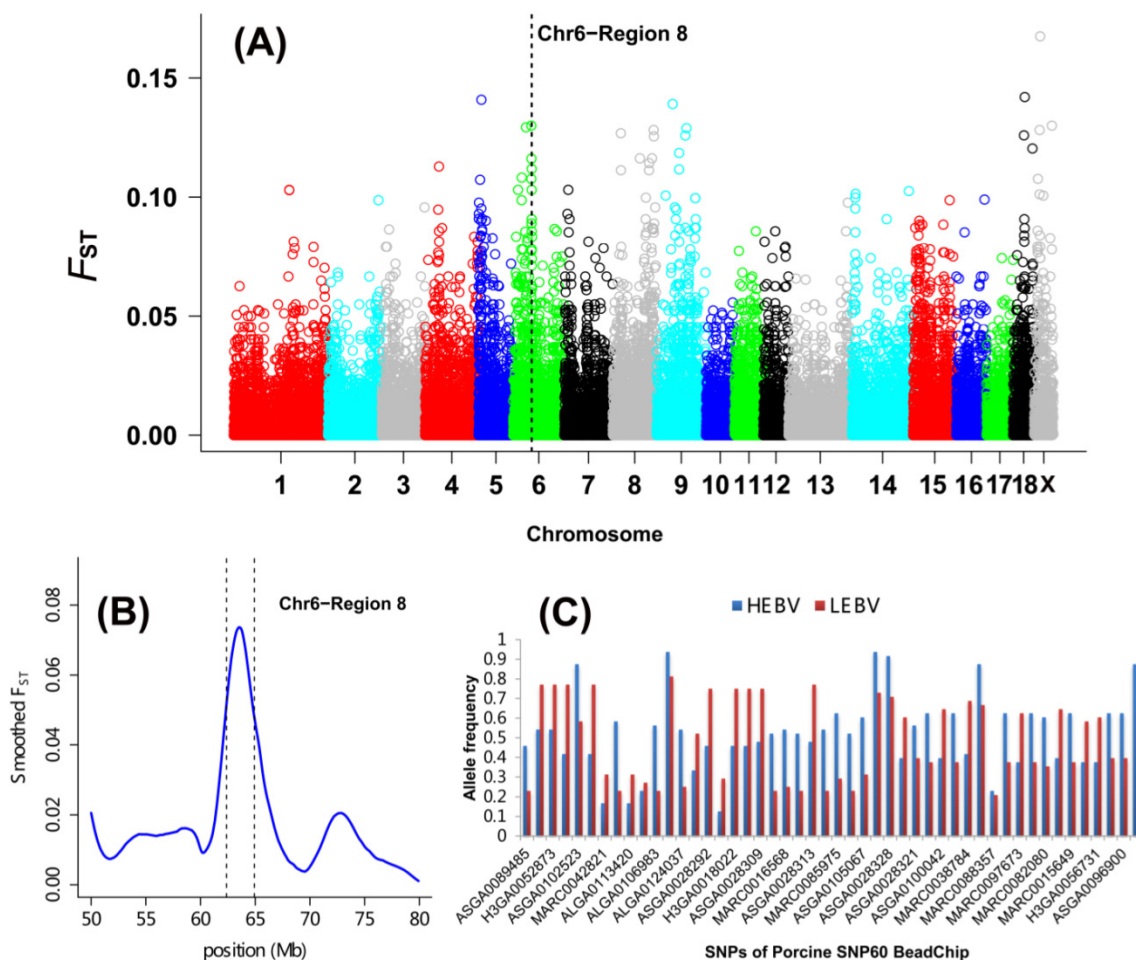 (A)
Chr6−Region 8
0.15
0.10
0.05
0.00
FST
1 2 3 4 5 6 7 8 9 10 11 12 13 14 15 16 17 18 X
Chromosome
(B)
Chr6−Region 8
0.08
0.06
0.04
0.02
0.00
Smoothed FST
50 55 60 65 70 75 80
position (Mb)
(C)
HEBV LEBV
1
0.9
0.8
0.7
0.6
0.5
0.4
0.3
0.2
0.1
0
Allele frequency
ASGA0089485
H3GA0052873
ASGA0102523
MARC0042821
ALGA0113420
ALGA0106983
ALGA0124037
ASGA0028292
H3GA0018022
ASGA0028309
MARC0016568
ASGA0028313
MARC0085975
ASGA0105067
ASGA0028328
ASGA0028321
ASGA0100042
MARC0038784
MARC0088357
MARC0097673
MARC0082080
MARC0015649
H3GA0056731
ASGA0096900
SNPs of Porcine SNP60 BeadChip